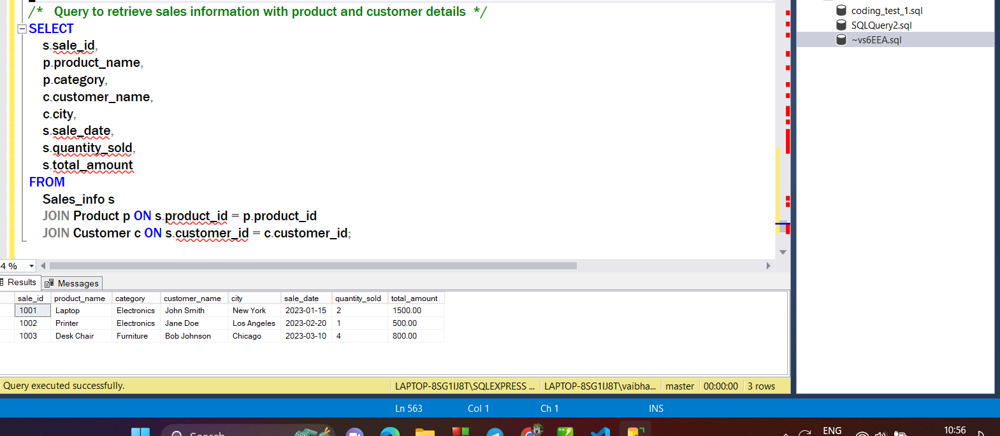 /*   Query to retrieve sales information with product and customer details  */
SELECT
s.sale_id,
p.product_name,
p.category,
c.customer_name,
c.city,
s.sale_date,
s.quantity_sold,
s.total_amount
FROM
Sales_info s
JOIN Product p ON s.product_id = p.product_id
JOIN Customer c ON s.customer_id = c.customer_id;
coding_test_1.sql
SQLQuery2.sql
~vs6EEA.sql
4 %
Results Messages
sale_id product_name category customer_name city sale_date quantity_sold total_amount
1001 Laptop Electronics John Smith New York 2023-01-15 2 1500.00
1002 Printer Electronics Jane Doe Los Angeles 2023-02-20 1 500.00
1003 Desk Chair Furniture Bob Johnson Chicago 2023-03-10 4 800.00
Query executed successfully. LAPTOP-8SG1IJ8T\SQLEXPRESS ... LAPTOP-8SG1IJ8T\vaibha... master 00:00:00 3 rows
Ln 563 Col 1 Ch 1 INS
Search ENG 10:56